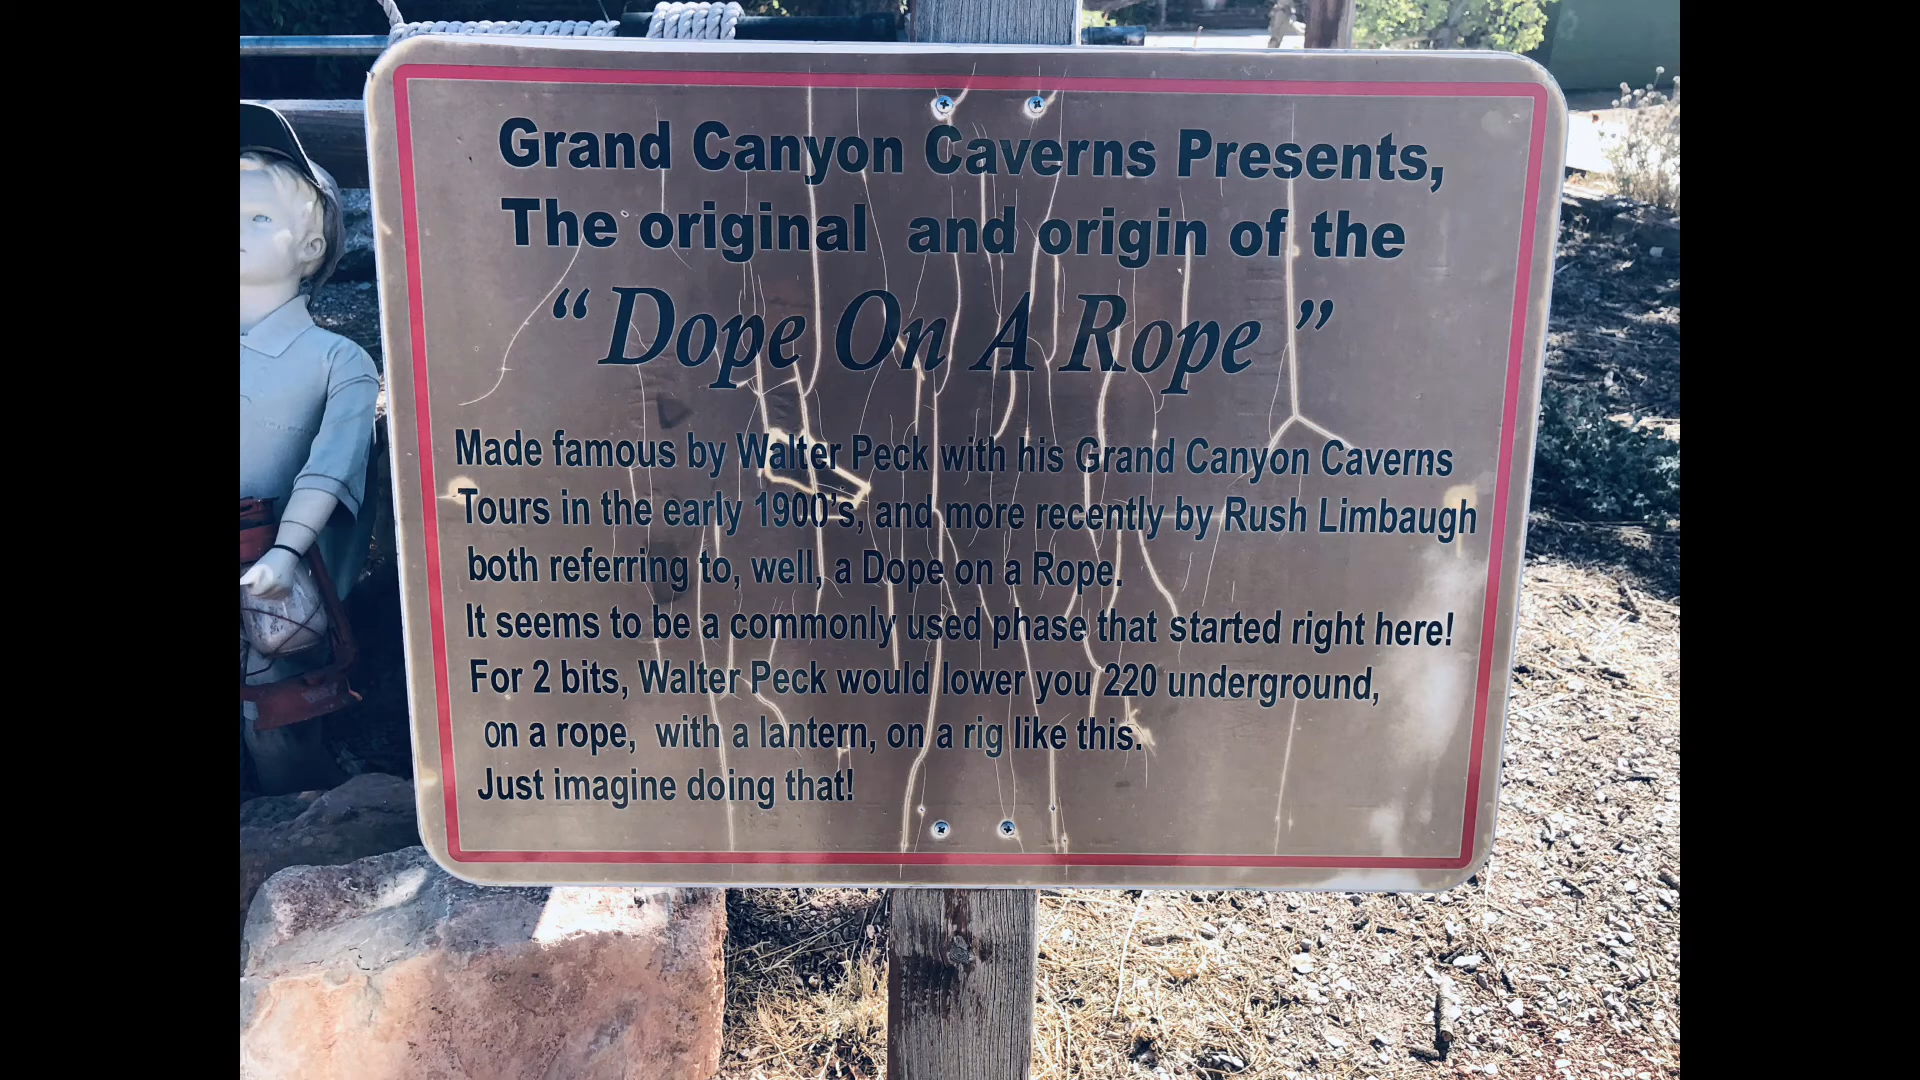 Grand Canyon Caverns Presents,
The original and origin of the
“Dope On A Rope”
Made famous by Walter Peck with his Grand Canyon Caverns
Tours in the early 1900's, and more recently by Rush Limbaugh
both referring to, well, a Dope on a Rope.
It seems to be a commonly used phase that started right here!
For 2 bits, Walter Peck would lower you 220 underground,
on a rope, with a lantern, on a rig like this.
Just imagine doing that!